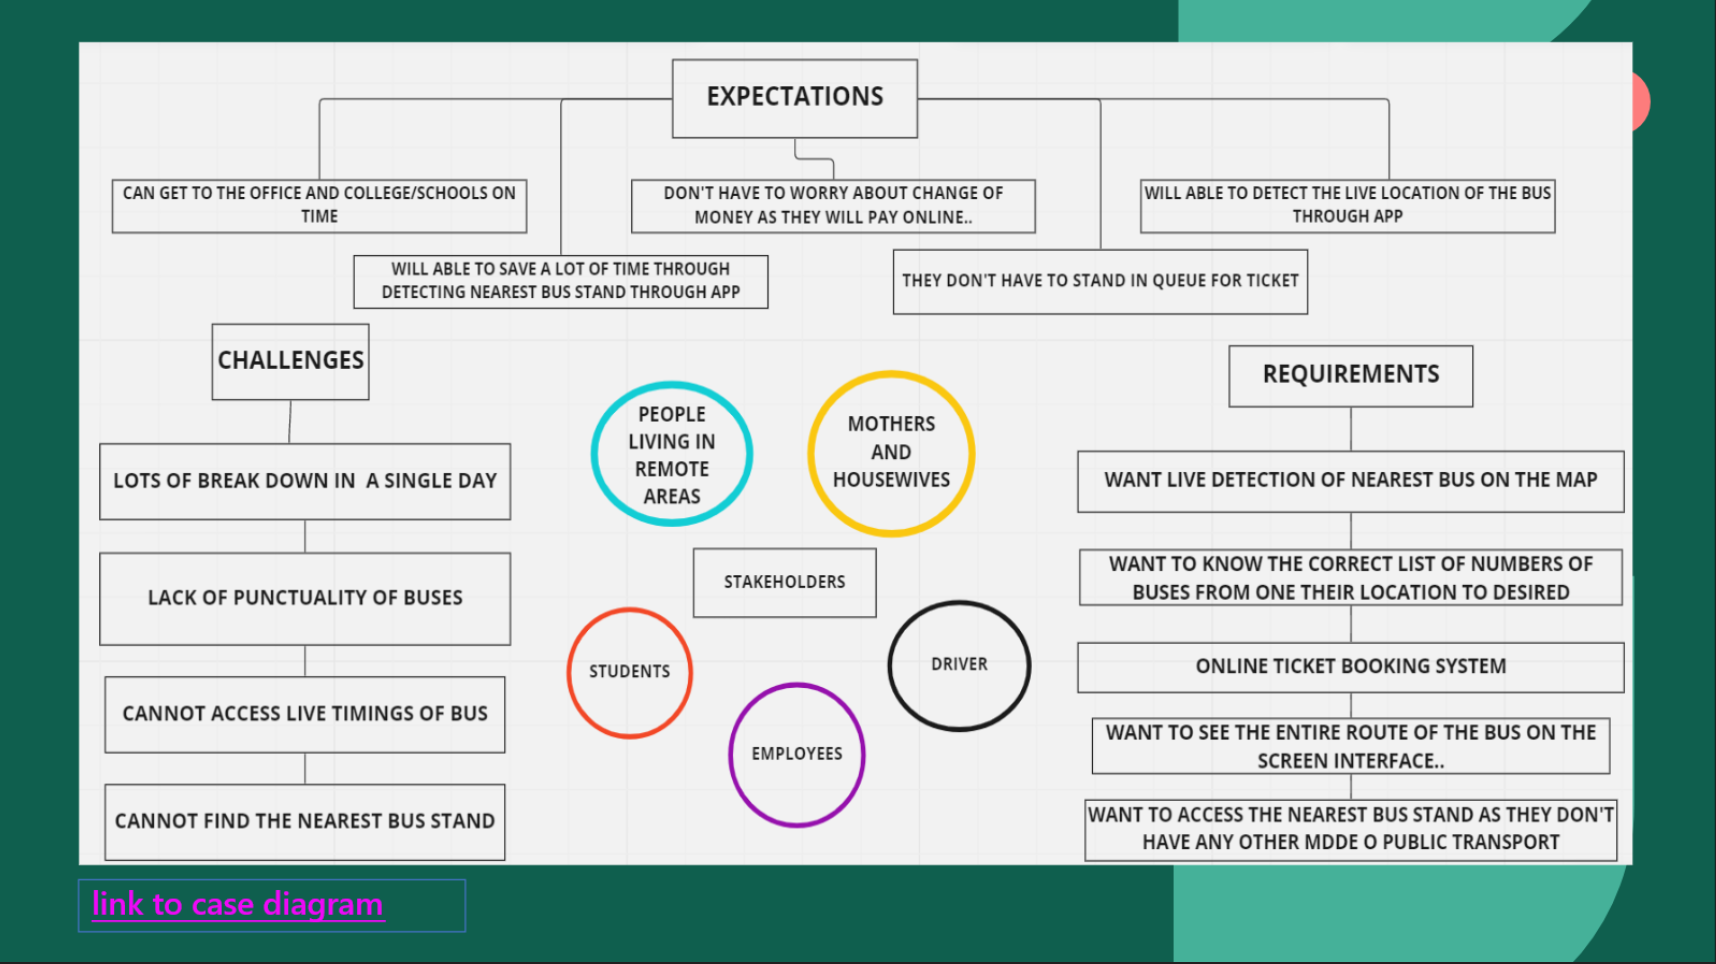 EXPECTATIONS
CAN GET TO THE OFFICE AND COLLEGE/SCHOOLS ON
TIME
DON'T HAVE TO WORRY ABOUT CHANGE OF
MONEY AS THEY WILL PAY ONLINE..
WILL ABLE TO DETECT THE LIVE LOCATION OF THE BUS
THROUGH APP
WILL ABLE TO SAVE A LOT OF TIME THROUGH
DETECTING NEAREST BUS STAND THROUGH APP
THEY DON'T HAVE TO STAND IN QUEUE FOR TICKET
CHALLENGES
LOTS OF BREAK DOWN IN A SINGLE DAY
LACK OF PUNCTUALITY OF BUSES
CANNOT ACCESS LIVE TIMINGS OF BUS
CANNOT FIND THE NEAREST BUS STAND
PEOPLE
LIVING IN
REMOTE
AREAS
MOTHERS
AND
HOUSEWIVES
STAKEHOLDERS
STUDENTS
DRIVER
EMPLOYEES
REQUIREMENTS
WANT LIVE DETECTION OF NEAREST BUS ON THE MAP
WANT TO KNOW THE CORRECT LIST OF NUMBERS OF
BUSES FROM ONE THEIR LOCATION TO DESIRED
ONLINE TICKET BOOKING SYSTEM
WANT TO SEE THE ENTIRE ROUTE OF THE BUS ON THE
SCREEN INTERFACE..
WANT TO ACCESS THE NEAREST BUS STAND AS THEY DON'T
HAVE ANY OTHER MDDE O PUBLIC TRANSPORT
link to case diagram